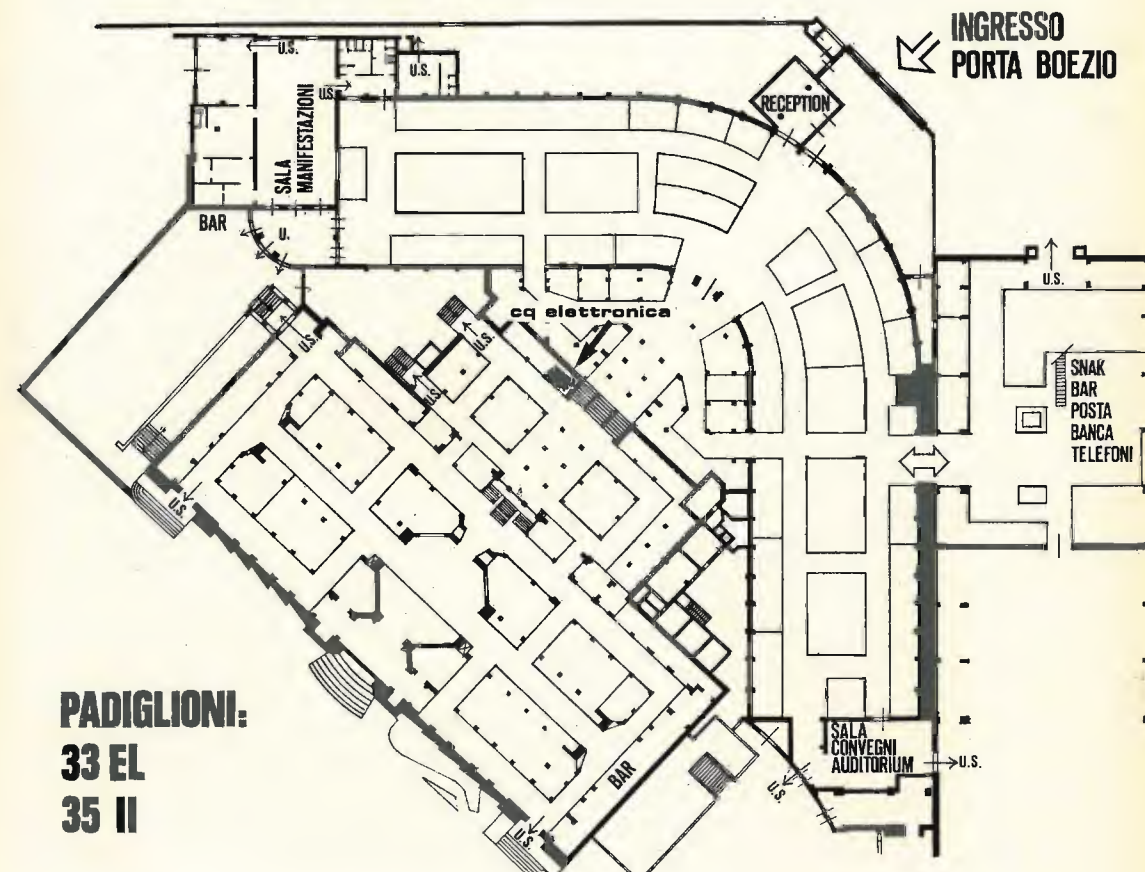 INGRESSO
PORTA BOEZIO
U.S.
U.S.
U.S.
RECEPTION
SALA
MANIFESTAZIONI
BAR
U.
U.S.
cq elettronica
U.S.
U.S.
U.S.
SNAK
BAR
POSTA
BANCA
TELEFONI
U.S.
PADIGLIONI:
33 EL
35 II
SALA
CONVEGNI
AUDITORIUM
U.S.
U.S.
BAR
U.S.